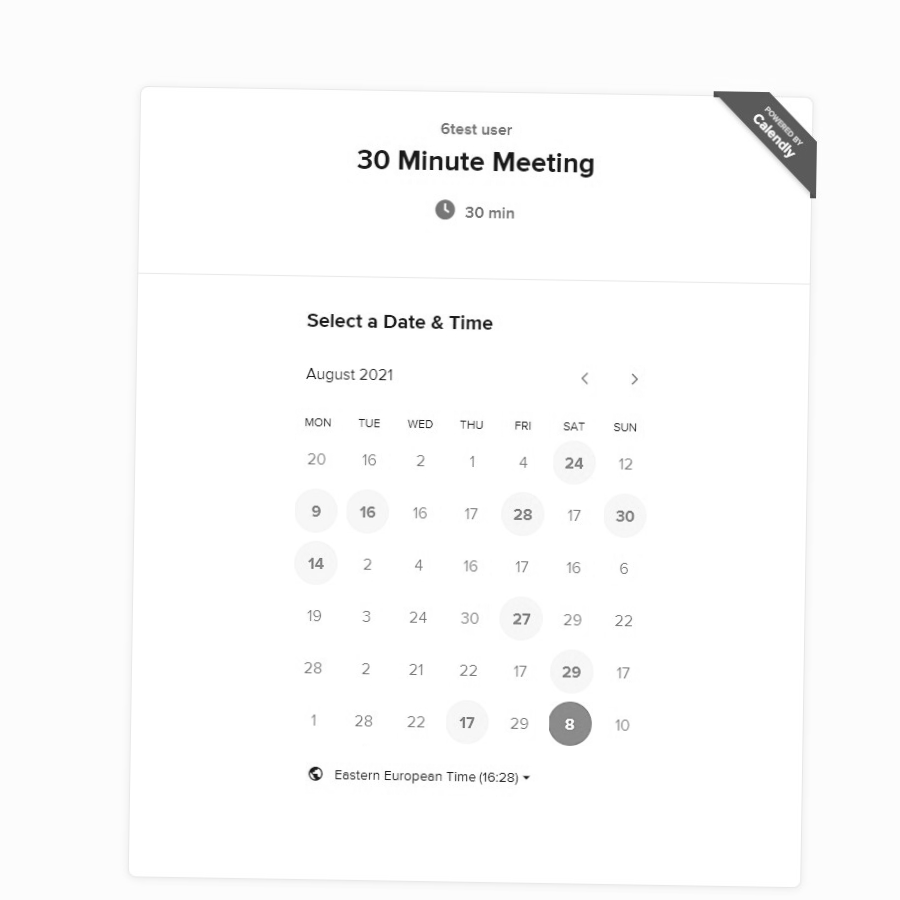 POWERED BY
Calendly
6test user
30 Minute Meeting
30 min
Select a Date & Time
August 2021
MON TUE WED THU FRI SAT SUN
20 16 2 1 4 24 12
9 16 16 17 28 17 30
14 2 4 16 17 16 6
19 3 24 30 27 29 22
28 2 21 22 17 29 17
1 28 22 17 29 8 10
Eastern European Time (16:28)